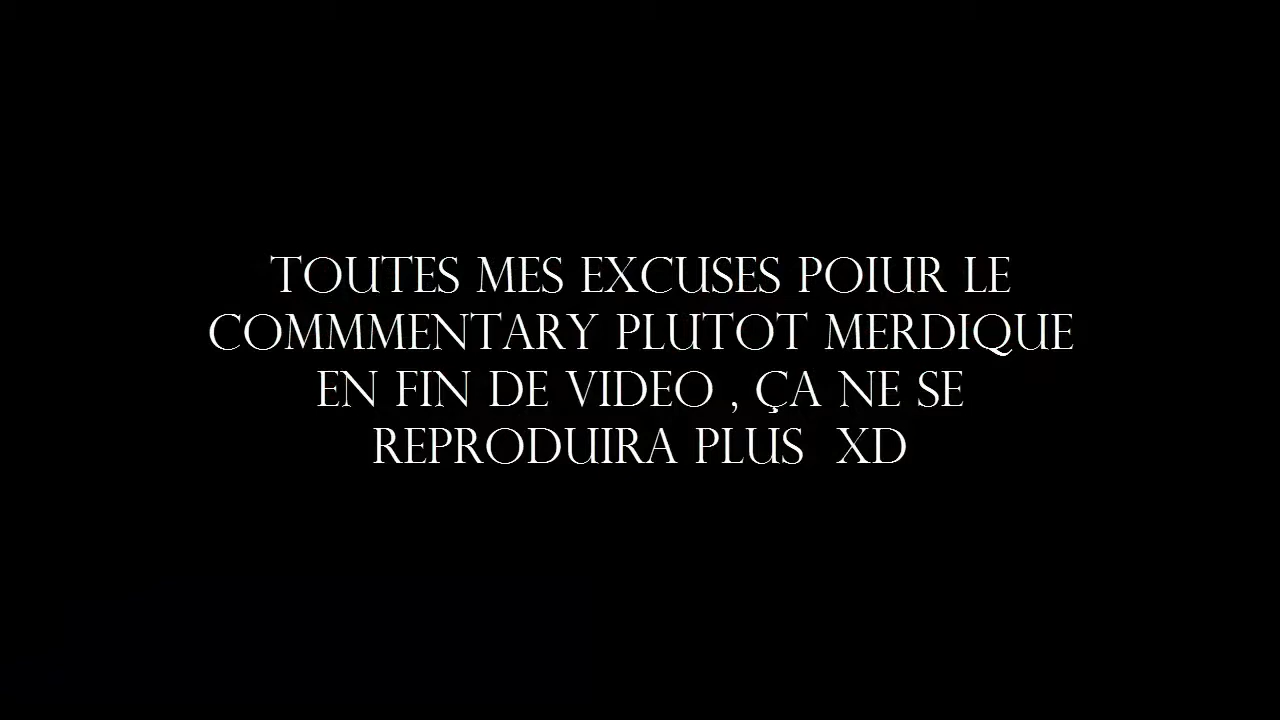 TOUTES MES EXCUSES POIUR LE
COMMMENTARY PLUTOT MERDIQUE
EN FIN DE VIDEO , ÇA NE SE
REPRODUIRA PLUS  XD